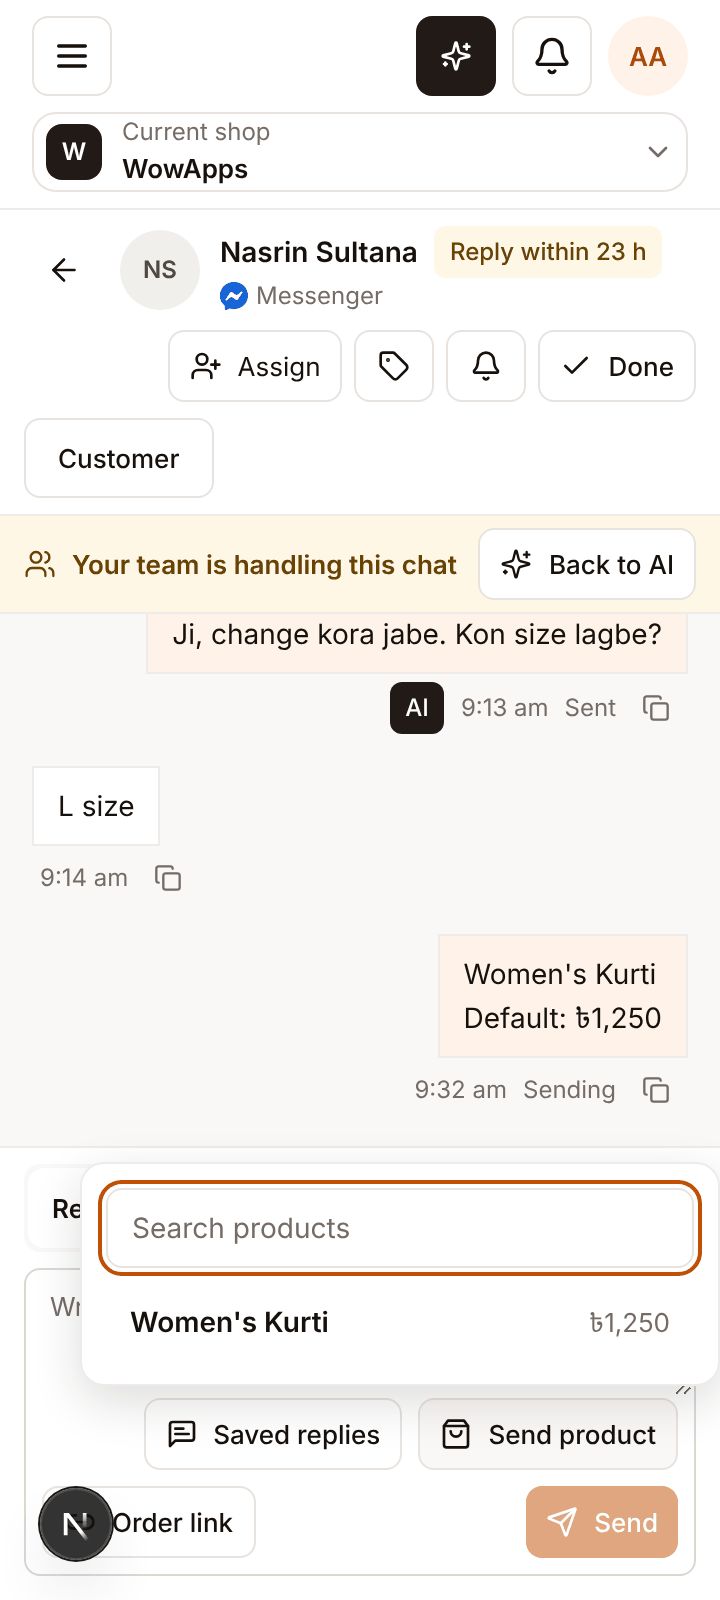 AA
W
Current shop
WowApps
NS
Nasrin Sultana
Reply within 23 h
Messenger
Assign
Done
Customer
Your team is handling this chat
Back to AI
Ji, change kora jabe. Kon size lagbe?
AI 9:13 am Sent
L size
9:14 am
Women's Kurti
Default: ৳1,250
9:32 am Sending
Re
Search products
Women's Kurti ৳1,250
Saved replies
Send product
N
Order link
Send